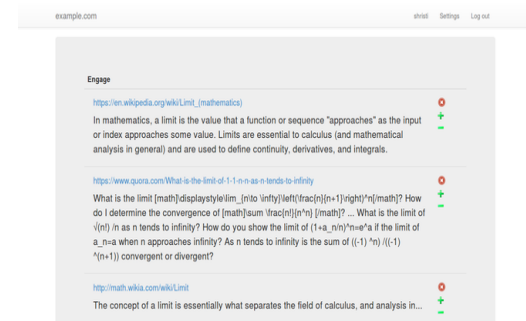 example.com
shristi Settings Log out
Engage
https://en.wikipedia.org/wiki/Limit_(mathematics)
In mathematics, a limit is the value that a function or sequence "approaches" as the input
or index approaches some value. Limits are essential to calculus (and mathematical
analysis in general) and are used to define continuity, derivatives, and integrals.
https://www.quora.com/What-is-the-limit-of-1-1-n-n-as-n-tends-to-infinity
What is the limit [math]\displaystyle\lim_{n\to \infty}\left(\frac{n}{n+1}\right)^n[/math]? How
do I determine the convergence of [math]\sum \frac{n!}{n^n} [/math]? ... What is the limit of
√(n!) /n as n tends to infinity? How do you show the limit of (1+a_n/n)^n=e^a if the limit of
a_n=a when n approaches infinity? As n tends to infinity is the sum of ((-1) ^n) /((-1)
^(n+1)) convergent or divergent?
http://math.wikia.com/wiki/Limit
The concept of a limit is essentially what separates the field of calculus, and analysis in...